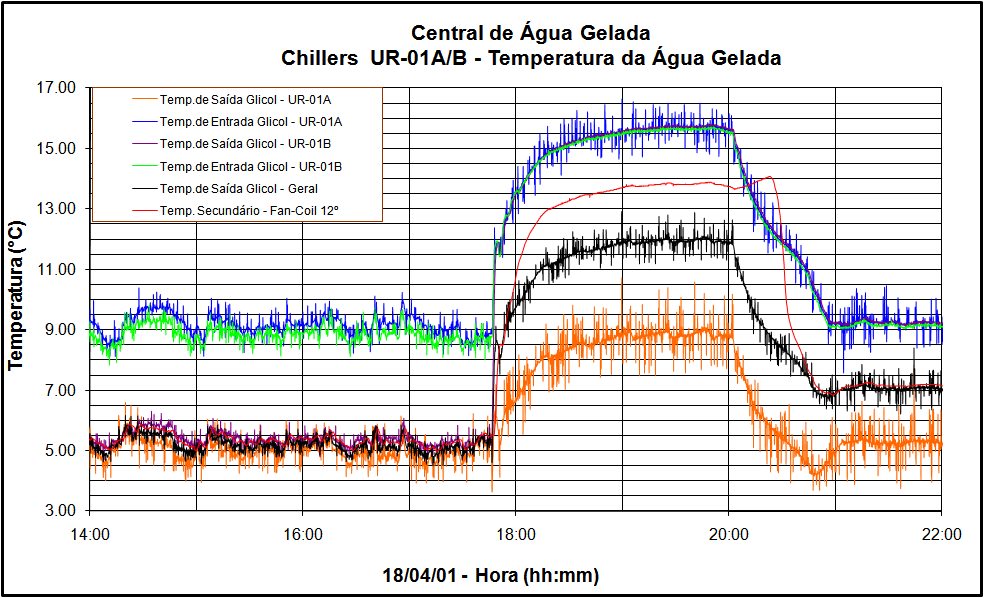 Central de Água Gelada
Chillers UR-01A/B - Temperatura da Água Gelada
17.00
15.00
13.00
11.00
9.00
7.00
5.00
3.00
Temperatura (°C)
Temp.de Saída Glicol - UR-01A
Temp.de Entrada Glicol - UR-01A
Temp.de Saída Glicol - UR-01B
Temp.de Entrada Glicol - UR-01B
Temp.de Saída Glicol - Geral
Temp. Secundário - Fan-Coil 12º
14:00 16:00 18:00 20:00 22:00
18/04/01 - Hora (hh:mm)